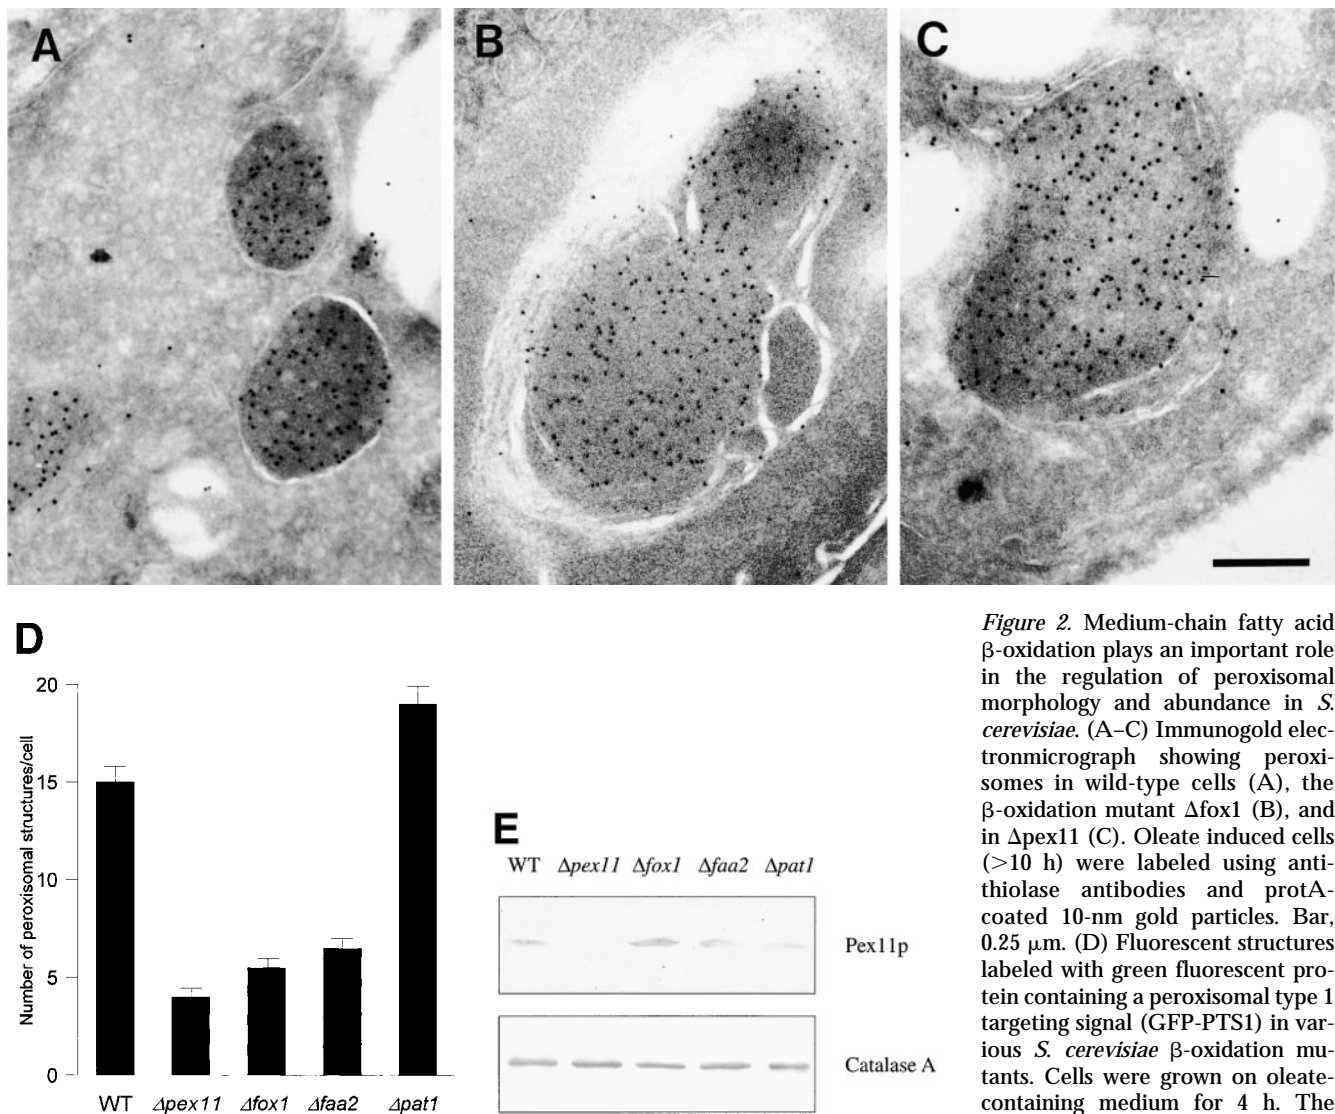 A
B
C
D
20
15
10
5
0
Number of peroxisomal structures/cell
WT Δpex11 Δfox1 Δfaa2 Δpat1
E
WT Δpex11 Δfox1 Δfaa2 Δpat1
Pex11p
Catalase A
Figure 2. Medium-chain fatty acid
β-oxidation plays an important role
in the regulation of peroxisomal
morphology and abundance in S.
cerevisiae. (A–C) Immunogold elec-
tronmicrograph showing peroxi-
somes in wild-type cells (A), the
β-oxidation mutant Δfox1 (B), and
in Δpex11 (C). Oleate induced cells
(>10 h) were labeled using anti-
thiolase antibodies and protA-
coated 10-nm gold particles. Bar,
0.25 μm. (D) Fluorescent structures
labeled with green fluorescent pro-
tein containing a peroxisomal type 1
targeting signal (GFP-PTS1) in var-
ious S. cerevisiae β-oxidation mu-
tants. Cells were grown on oleate-
containing medium for 4 h. The